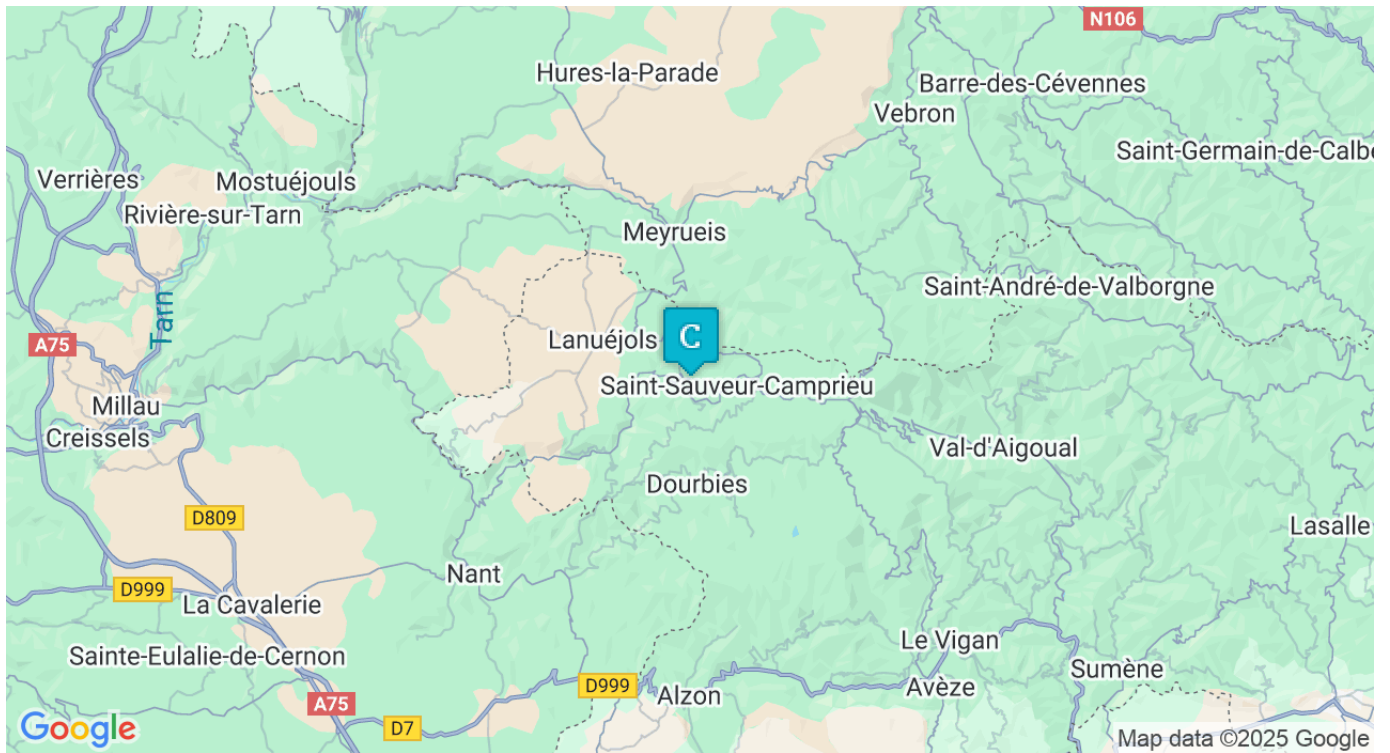 N106
Hures-la-Parade
Barre-des-Cévennes
Vebron
Saint-Germain-de-Calbe
Verrières
Mostuéjouls
Rivière-sur-Tarn
Meyrueis
Saint-André-de-Valborgne
Tarn
A75
Lanuéjols
C
Saint-Sauveur-Camprieu
Millau
Creissels
Val-d'Aigoual
Dourbies
D809
Lasalle
Nant
D999
La Cavalerie
Le Vigan
Sainte-Eulalie-de-Cernon
Sumène
D999
Alzon
Avèze
A75
D7
Google
Map data ©2025 Google